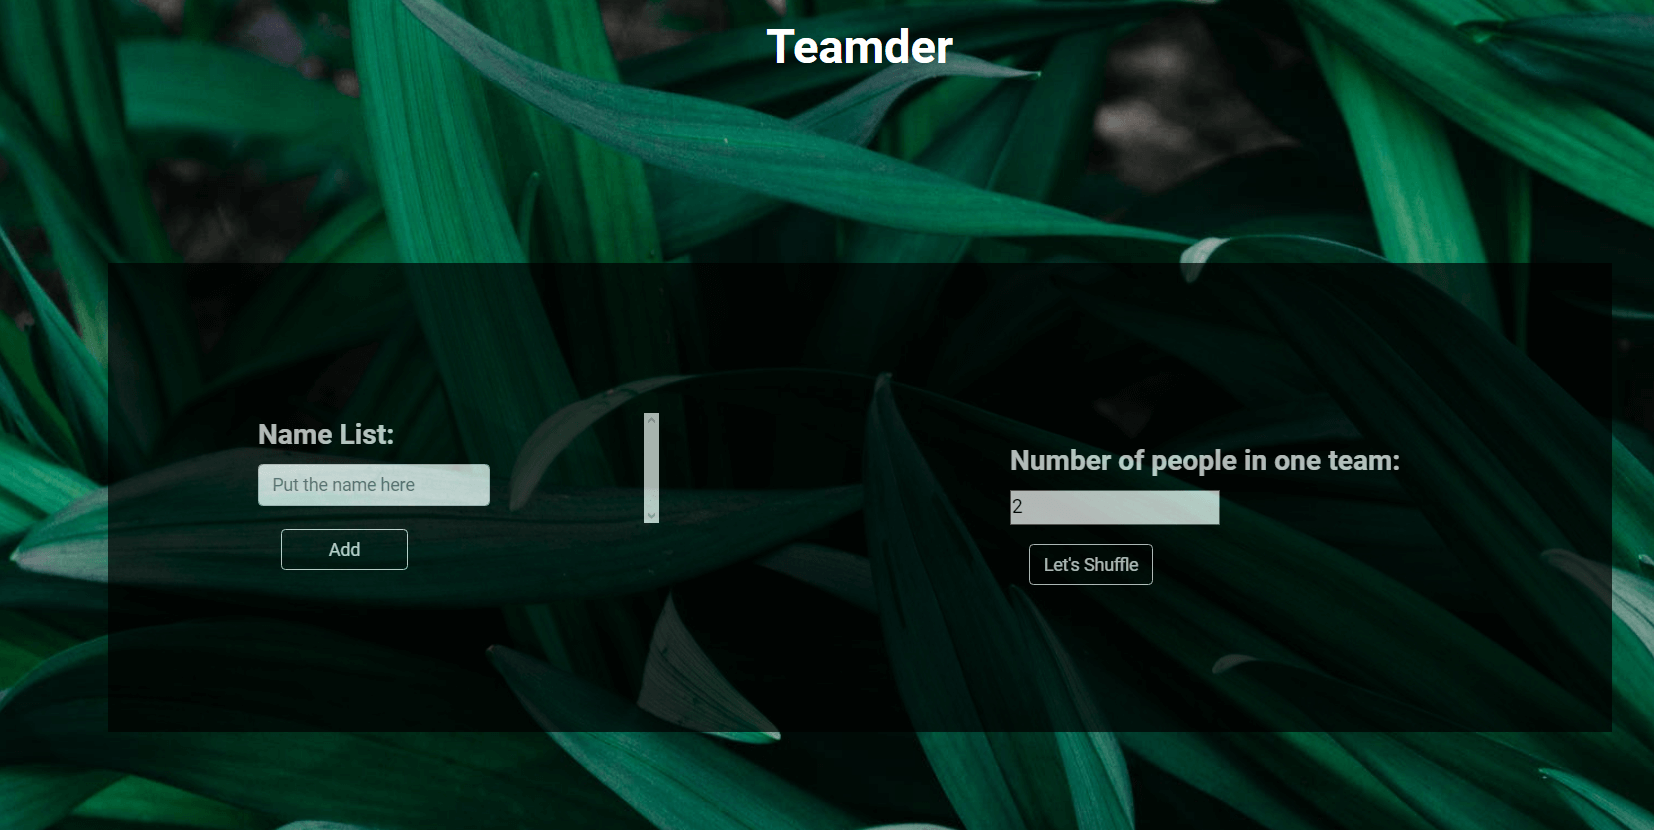 Teamder
Name List:
Put the name here
Add
Number of people in one team:
2
Let's Shuffle